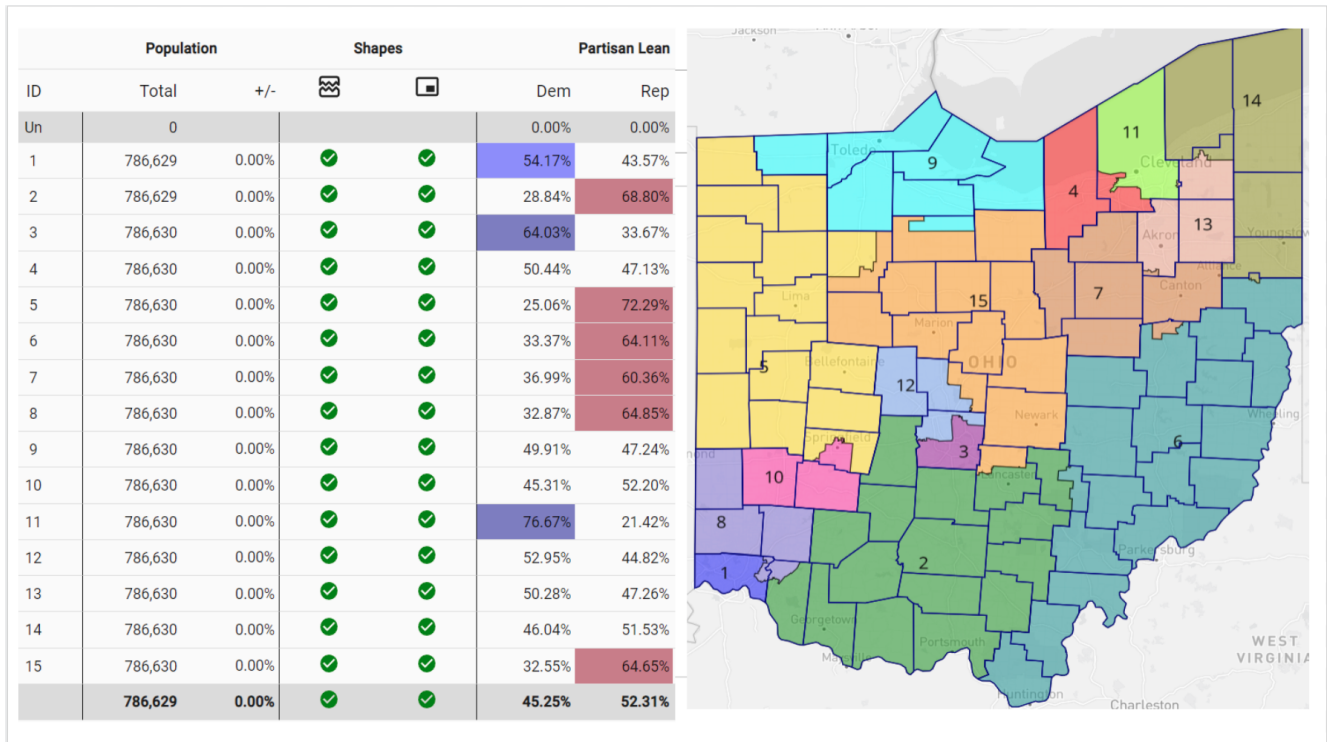 Population Shapes Partisan Lean
ID Total +/- Dem Rep
Un 0 0.00% 0.00%
1 786,629 0.00% 54.17% 43.57%
2 786,629 0.00% 28.84% 68.80%
3 786,630 0.00% 64.03% 33.67%
4 786,630 0.00% 50.44% 47.13%
5 786,630 0.00% 25.06% 72.29%
6 786,630 0.00% 33.37% 64.11%
7 786,630 0.00% 36.99% 60.36%
8 786,630 0.00% 32.87% 64.85%
9 786,630 0.00% 49.91% 47.24%
10 786,630 0.00% 45.31% 52.20%
11 786,630 0.00% 76.67% 21.42%
12 786,630 0.00% 52.95% 44.82%
13 786,630 0.00% 50.28% 47.26%
14 786,630 0.00% 46.04% 51.53%
15 786,630 0.00% 32.55% 64.65%
786,629 0.00% 45.25% 52.31%
Jackson
14
11
Toledo
9
Cleveland
4
13
Akron
Youngstow
Alliance
Canton
Lima
15
7
Marion
5
Bellefontaine
OHIO
12
Newark
Wheeling
Springfield
3
6
mond
10
Lancaster
8
Parkersburg
1
2
Georgetown
Portsmouth
WEST
VIRGINIA
Huntington
Charleston